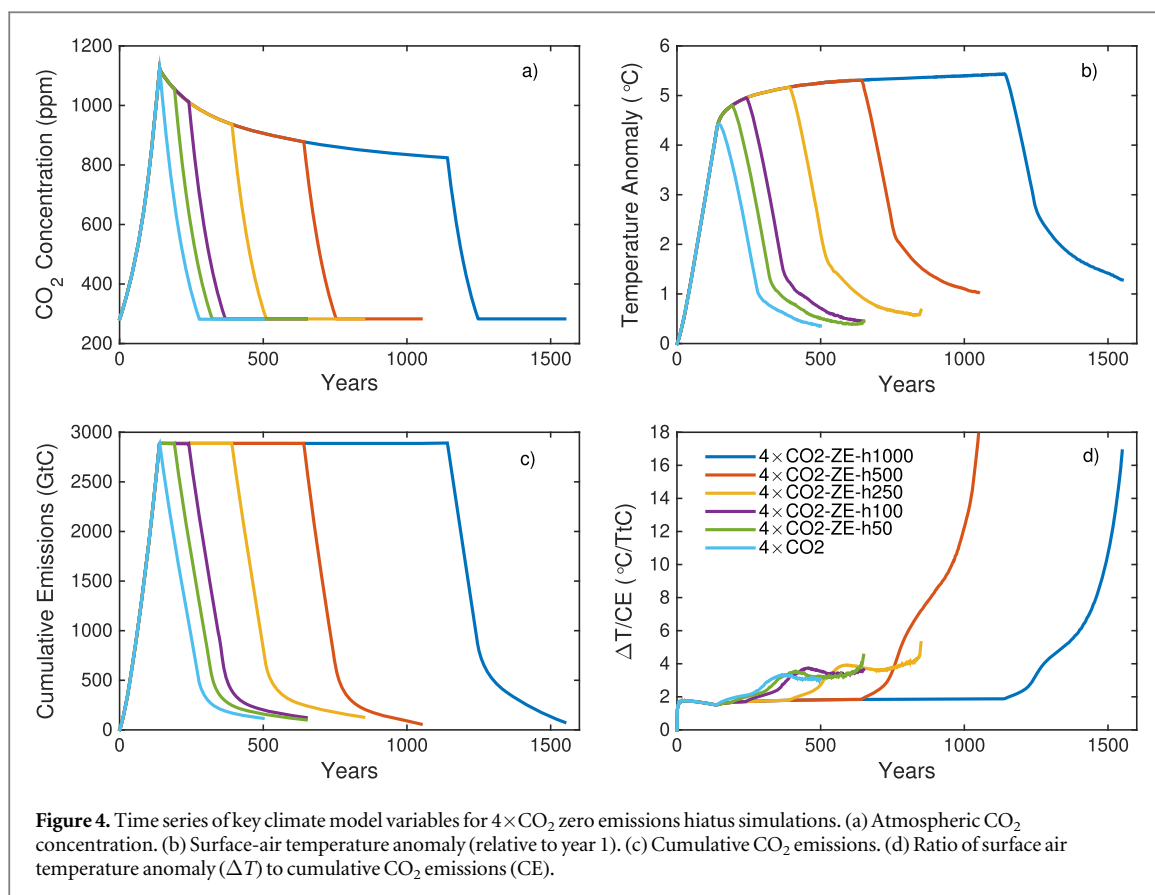 a)
CO2 Concentration (ppm)
1200
1000
800
600
400
200
0 500 1000 1500
Years
b)
Temperature Anomaly (°C)
6
5
4
3
2
1
0
0 500 1000 1500
Years
c)
Cumulative Emissions (GtC)
3000
2500
2000
1500
1000
500
0
0 500 1000 1500
Years
d)
ΔT/CE (°C/TtC)
18
16
14
12
10
8
6
4
2
0
4×CO2-ZE-h1000
4×CO2-ZE-h500
4×CO2-ZE-h250
4×CO2-ZE-h100
4×CO2-ZE-h50
4×CO2
0 500 1000 1500
Years
Figure 4. Time series of key climate model variables for 4×CO2 zero emissions hiatus simulations. (a) Atmospheric CO2
concentration. (b) Surface-air temperature anomaly (relative to year 1). (c) Cumulative CO2 emissions. (d) Ratio of surface air
temperature anomaly (ΔT) to cumulative CO2 emissions (CE).